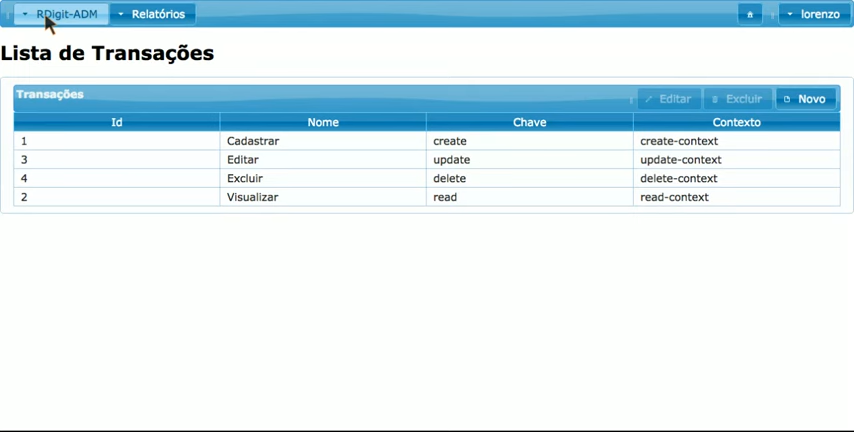 RDigit-ADM Relatórios lorenzo
Lista de Transações
Transações Editar Excluir Novo
Id Nome Chave Contexto
1 Cadastrar create create-context
3 Editar update update-context
4 Excluir delete delete-context
2 Visualizar read read-context